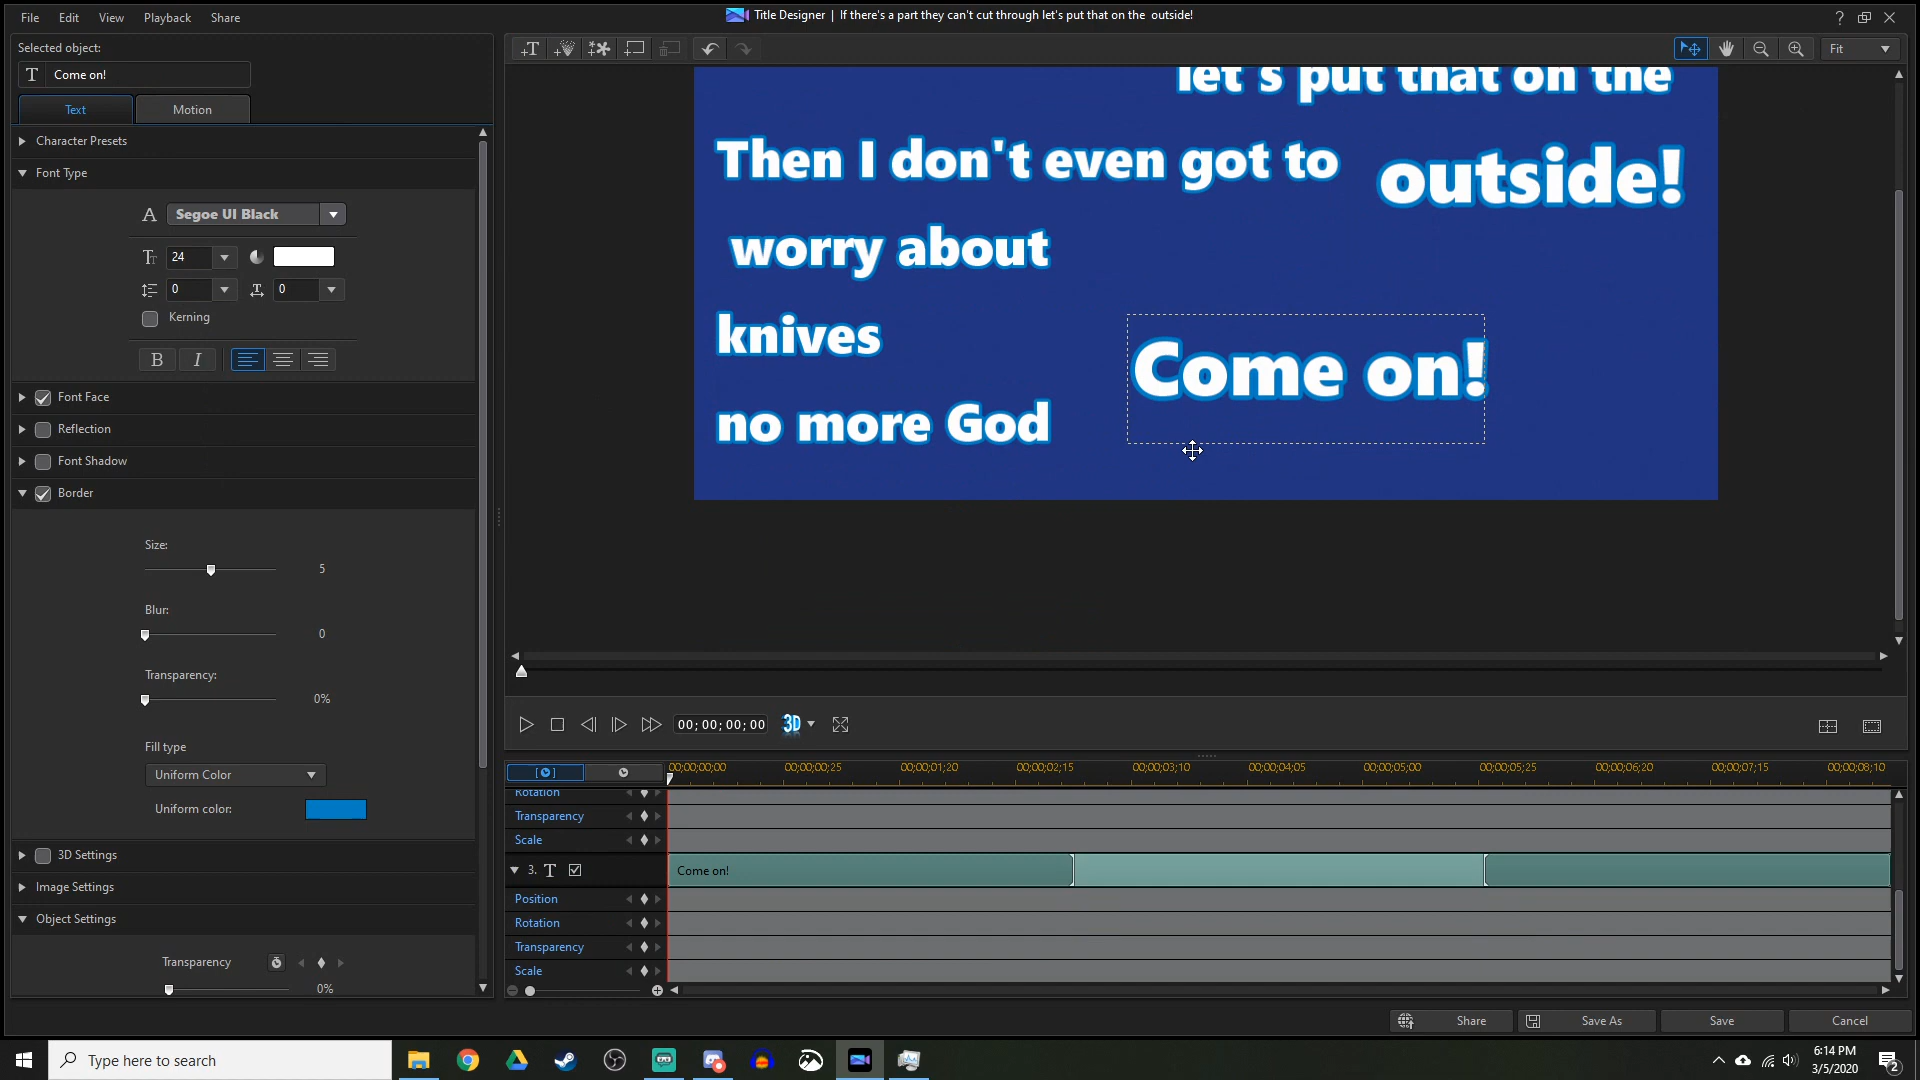 File Edit View Playback Share
Title Designer | If there's a part they can't cut through let's put that on the outside!
?
Selected object:
T Come on!
Text Motion
Character Presets
Font Type
A Segoe UI Black
24
0 0
Kerning
B I
Font Face
Reflection
Font Shadow
Border
Size:
5
Blur:
0
Transparency:
0%
Fill type
Uniform Color
Uniform color:
3D Settings
Image Settings
Object Settings
Transparency
0%
Fit
let's put that on the
outside!
Then I don't even got to
worry about
knives
no more God
Come on!
00;00;00;00 3D
00;00;00;00 00;00;00;25 00;00;01;20 00;00;02;15 00;00;03;10 00;00;04;05 00;00;05;00 00;00;05;25 00;00;06;20 00;00;07;15 00;00;08;10
Rotation
Transparency
Scale
3. T Come on!
Position
Rotation
Transparency
Scale
Share Save As Save Cancel
Type here to search
6:14 PM
3/5/2020
2